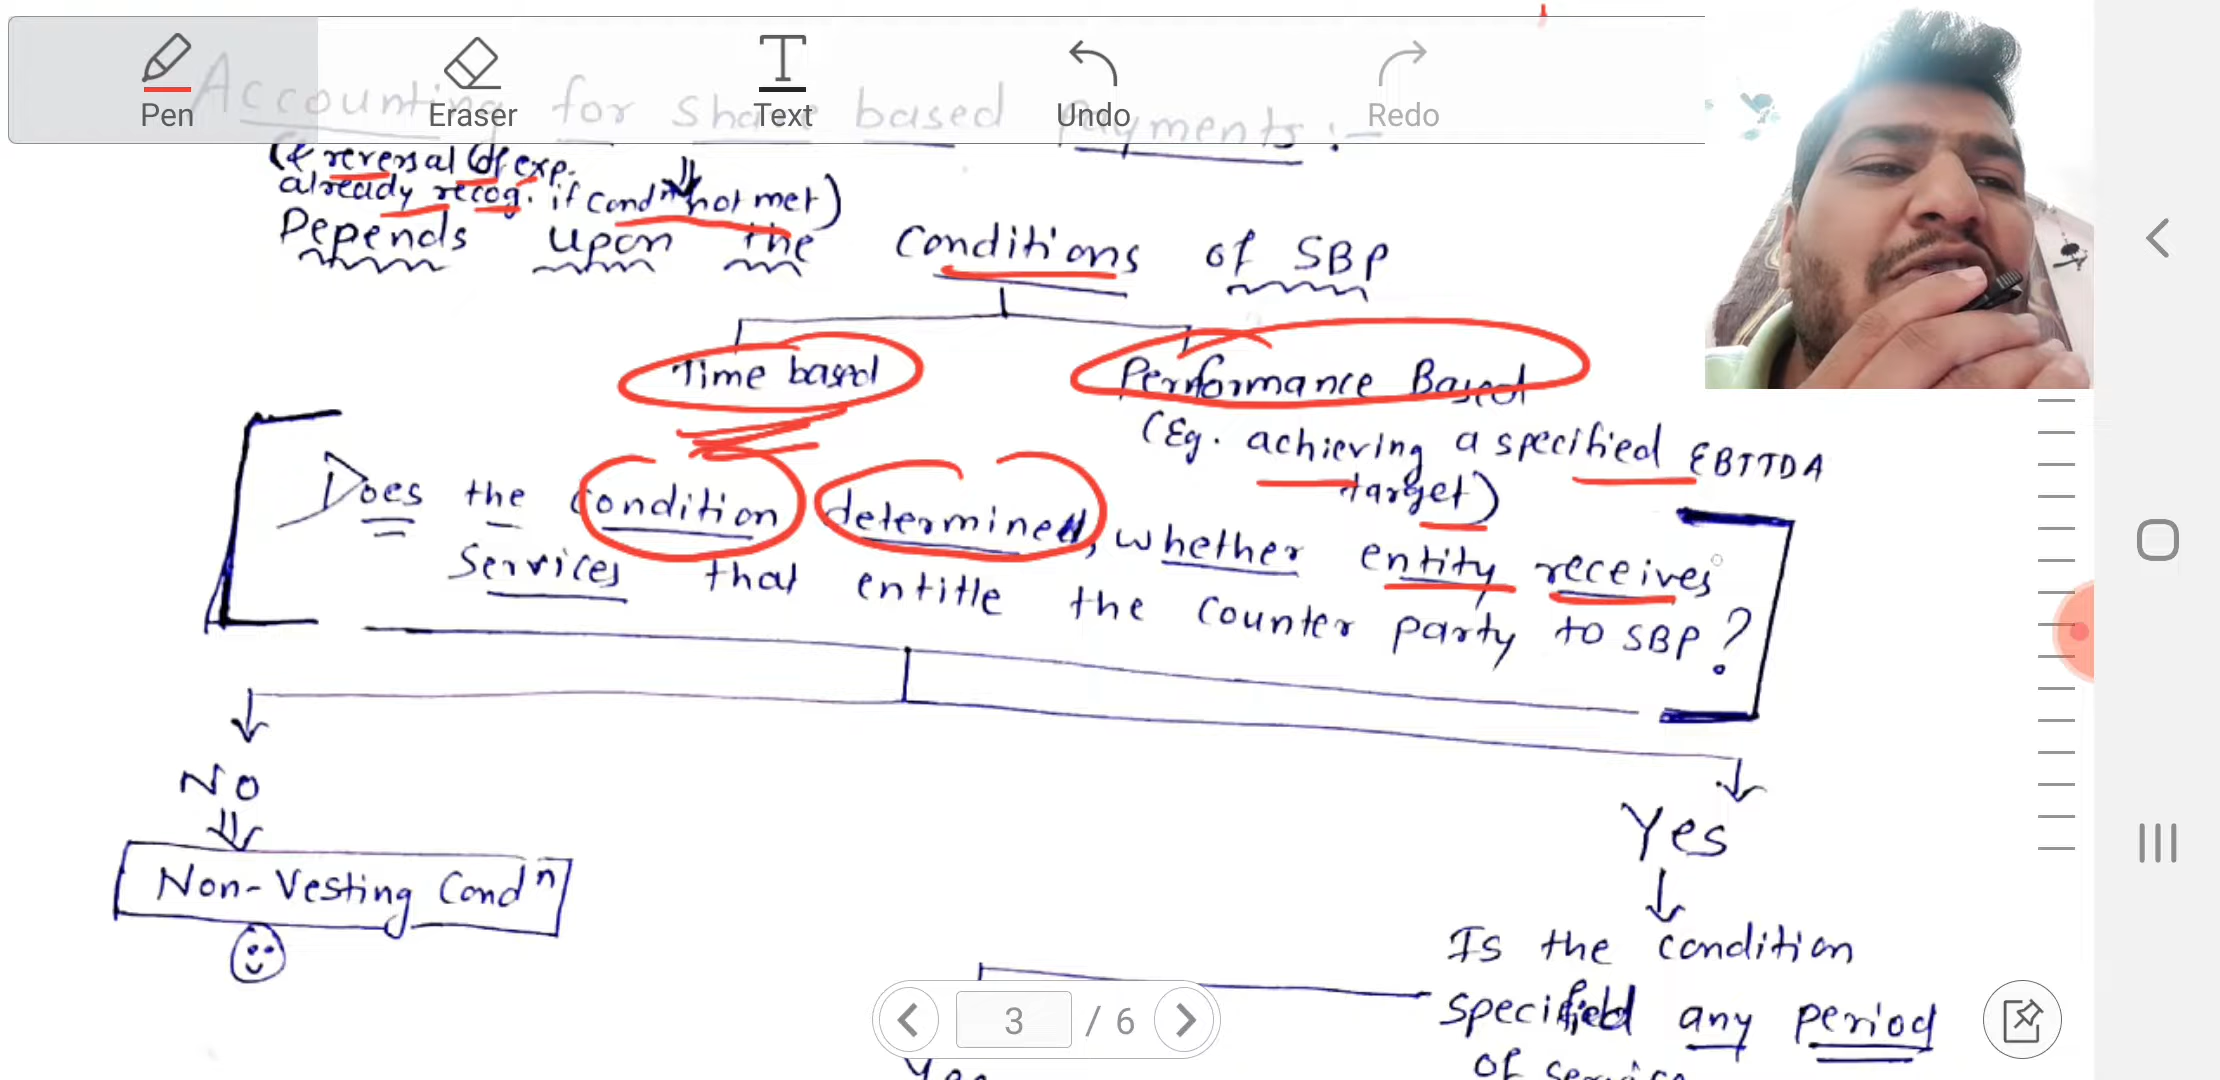 Pen
Eraser
Text
Undo
Redo
Accounting for share based payments :-
(& reversal of exp.
already recog. if condn not met)
Depends upon the Conditions of SBP
Time based
Performance Based
(Eg. achieving a specified EBITDA
target)
Does the condition determined, whether entity receives
Services that entitle the counter party to SBP?
No
Yes
Non-Vesting Condn
Is the condition
specified any period
of service
3 / 6
Yes